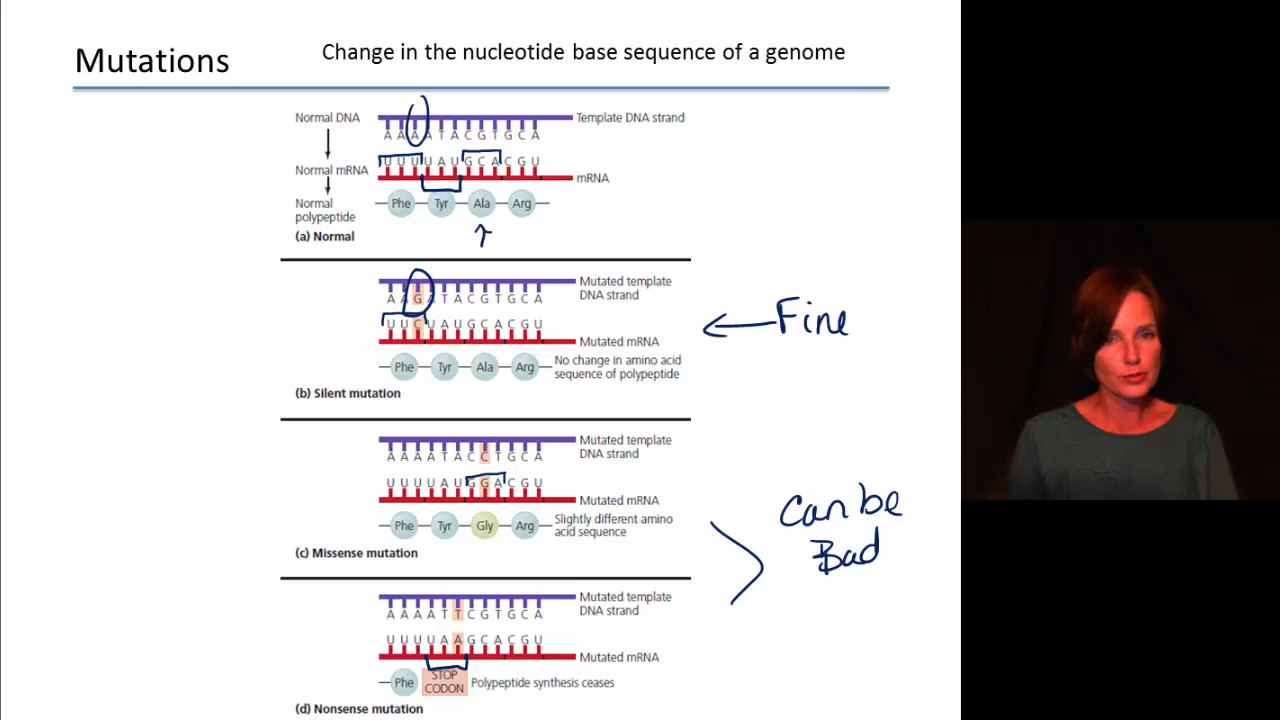 Mutations
Change in the nucleotide base sequence of a genome
Normal DNA
A A A A T A C G T G C A
Template DNA strand
Normal mRNA
U U U U A U G C A C G U
mRNA
Normal
polypeptide
Phe Tyr Ala Arg
(a) Normal
A A G A T A C G T G C A
Mutated template
DNA strand
U U C U A U G C A C G U
Mutated mRNA
Fine
Phe Tyr Ala Arg
No change in amino acid
sequence of polypeptide
(b) Silent mutation
A A A A T A C C T G C A
Mutated template
DNA strand
U U U U A U G G A C G U
Mutated mRNA
Phe Tyr Gly Arg
Slightly different amino
acid sequence
(c) Missense mutation
Can be
Bad
A A A A T T C G T G C A
Mutated template
DNA strand
U U U U A A G C A C G U
Mutated mRNA
Phe
STOP
CODON
Polypeptide synthesis ceases
(d) Nonsense mutation